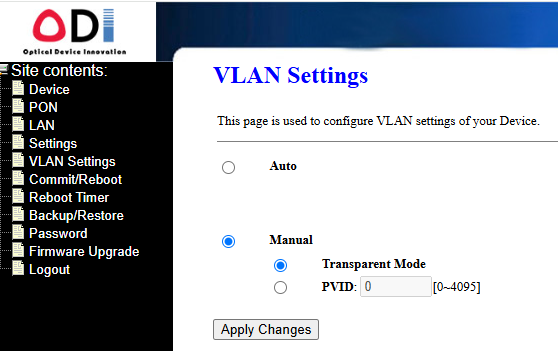 ODI
Optical Device Innovation
Site contents:
Device
PON
LAN
Settings
VLAN Settings
Commit/Reboot
Reboot Timer
Backup/Restore
Password
Firmware Upgrade
Logout
VLAN Settings
This page is used to configure VLAN settings of your Device.
Auto
Manual
Transparent Mode
PVID: 0 [0~4095]
Apply Changes